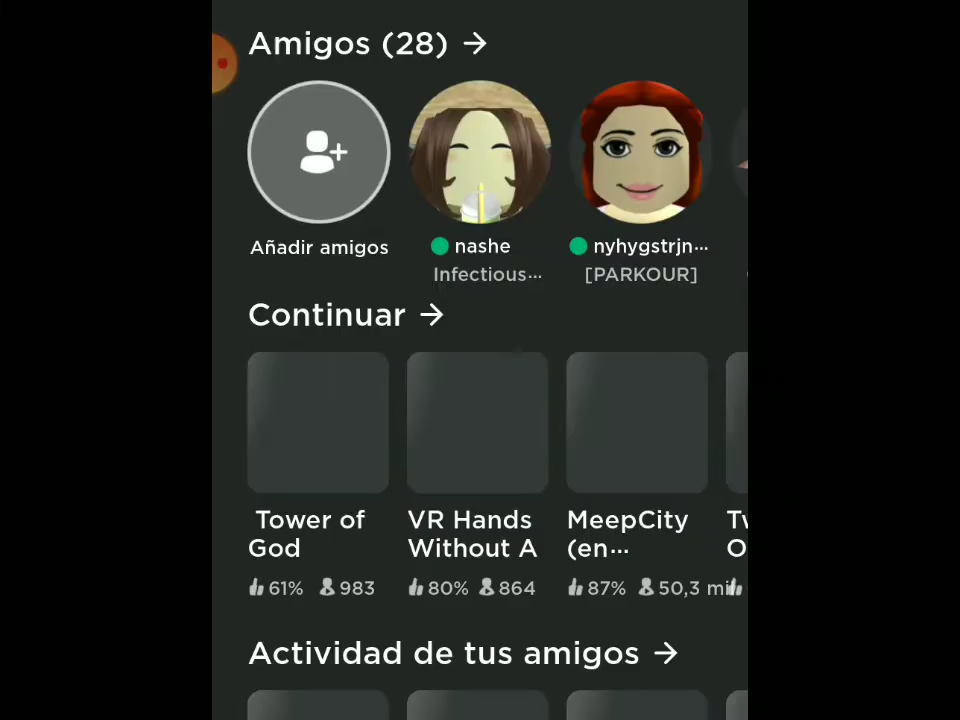 Amigos (28) →
Añadir amigos
nashe
nyhygstrjn...
Infectious...
[PARKOUR]
Continuar →
Tower of
God
VR Hands
Without A
MeepCity
(en...
61% 983
80% 864
87% 50,3 mil
Actividad de tus amigos →